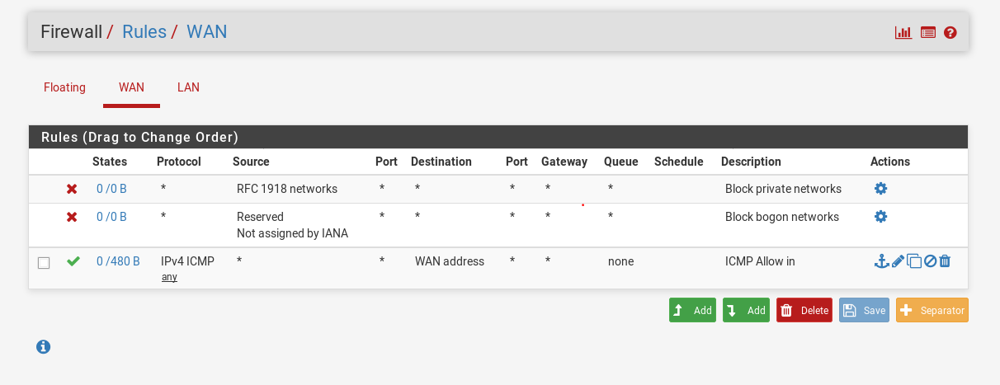 Firewall / Rules / WAN
Floating WAN LAN
Rules (Drag to Change Order)
States Protocol Source Port Destination Port Gateway Queue Schedule Description Actions
0 /0 B * RFC 1918 networks * * * * * Block private networks
0 /0 B * Reserved * * * * * Block bogon networks
Not assigned by IANA
0 /480 B IPv4 ICMP * * WAN address * * none ICMP Allow in
any
Add Add Delete Save Separator